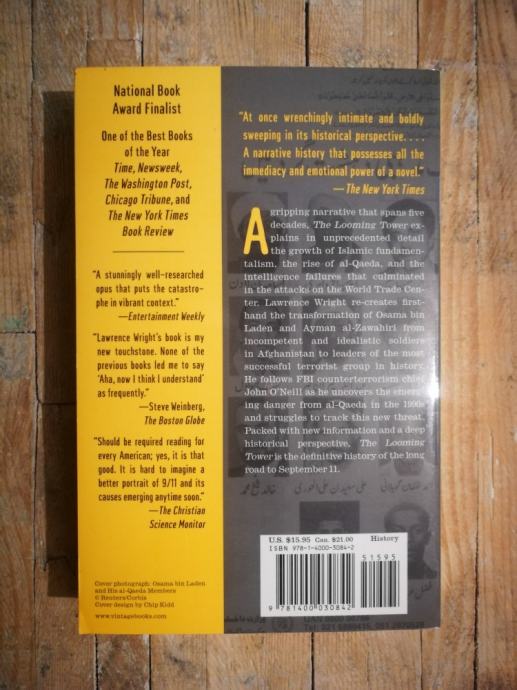 National Book
Award Finalist
One of the Best Books
of the Year
Time, Newsweek,
The Washington Post,
Chicago Tribune, and
The New York Times
Book Review
"A stunningly well-researched
opus that puts the catastro-
phe in vibrant context."
—Entertainment Weekly
"Lawrence Wright's book is my
new touchstone. None of the
previous books led me to say
'Aha, now I think I understand'
as frequently."
—Steve Weinberg,
The Boston Globe
"Should be required reading for
every American; yes, it is that
good. It is hard to imagine a
better portrait of 9/11 and its
causes emerging anytime soon."
—The Christian
Science Monitor
Cover photograph: Osama bin Laden
and His al-Qaeda Members
© Reuters/Corbis
Cover design by Chip Kidd
www.vintagebooks.com
"At once wrenchingly intimate and boldly
sweeping in its historical perspective. . . .
A narrative history that possesses all the
immediacy and emotional power of a novel."
—The New York Times
A gripping narrative that spans five
decades, The Looming Tower ex-
plains in unprecedented detail
the growth of Islamic fundamen-
talism, the rise of al-Qaeda, and the
intelligence failures that culminated
in the attacks on the World Trade Cen-
ter. Lawrence Wright re-creates first-
hand the transformation of Osama bin
Laden and Ayman al-Zawahiri from
incompetent and idealistic soldiers
in Afghanistan to leaders of the most
successful terrorist group in history.
He follows FBI counterterrorism chief
John O'Neill as he uncovers the emerg-
ing danger from al-Qaeda in the 1990s
and struggles to track this new threat.
Packed with new information and a deep
historical perspective, The Looming
Tower is the definitive history of the long
road to September 11.
U.S. $15.95 Can. $21.00 History
ISBN 978-1-4000-3084-2
51595
9 781400 030842